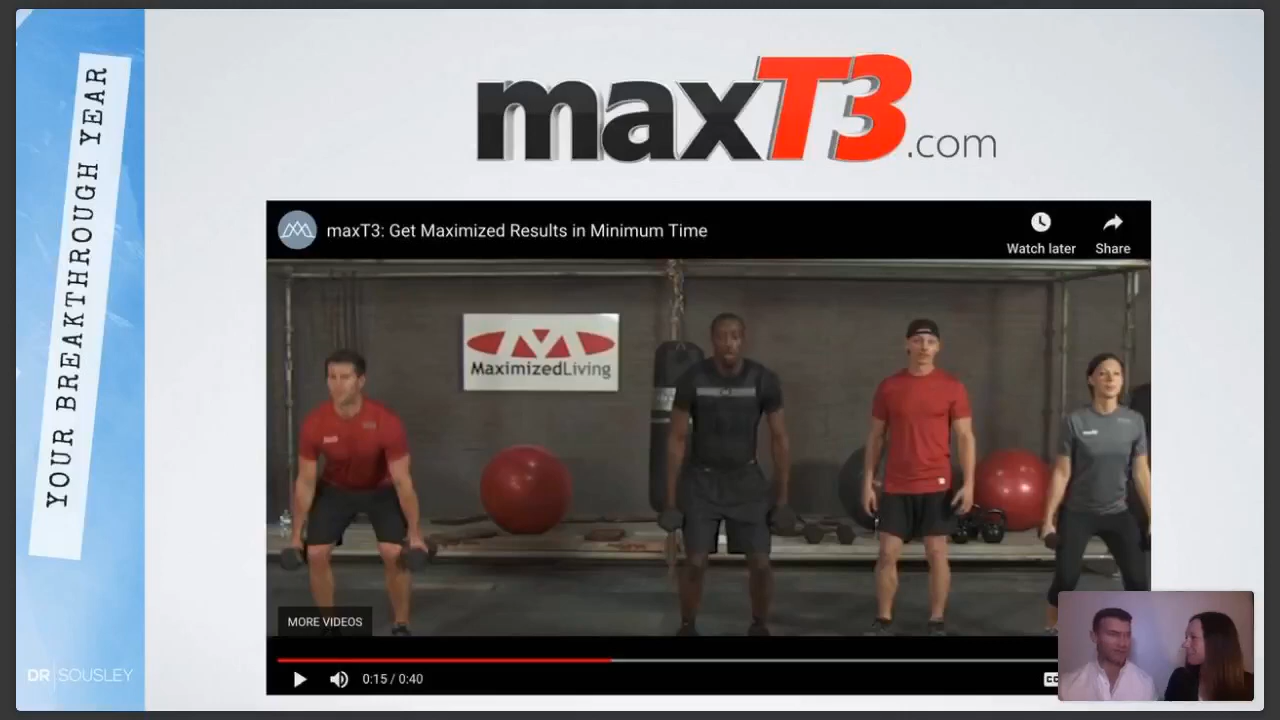 YOUR BREAKTHROUGH YEAR
DR SOUSLEY
maxT3.com
maxT3: Get Maximized Results in Minimum Time
Watch later
Share
MaximizedLiving
MORE VIDEOS
0:15 / 0:40